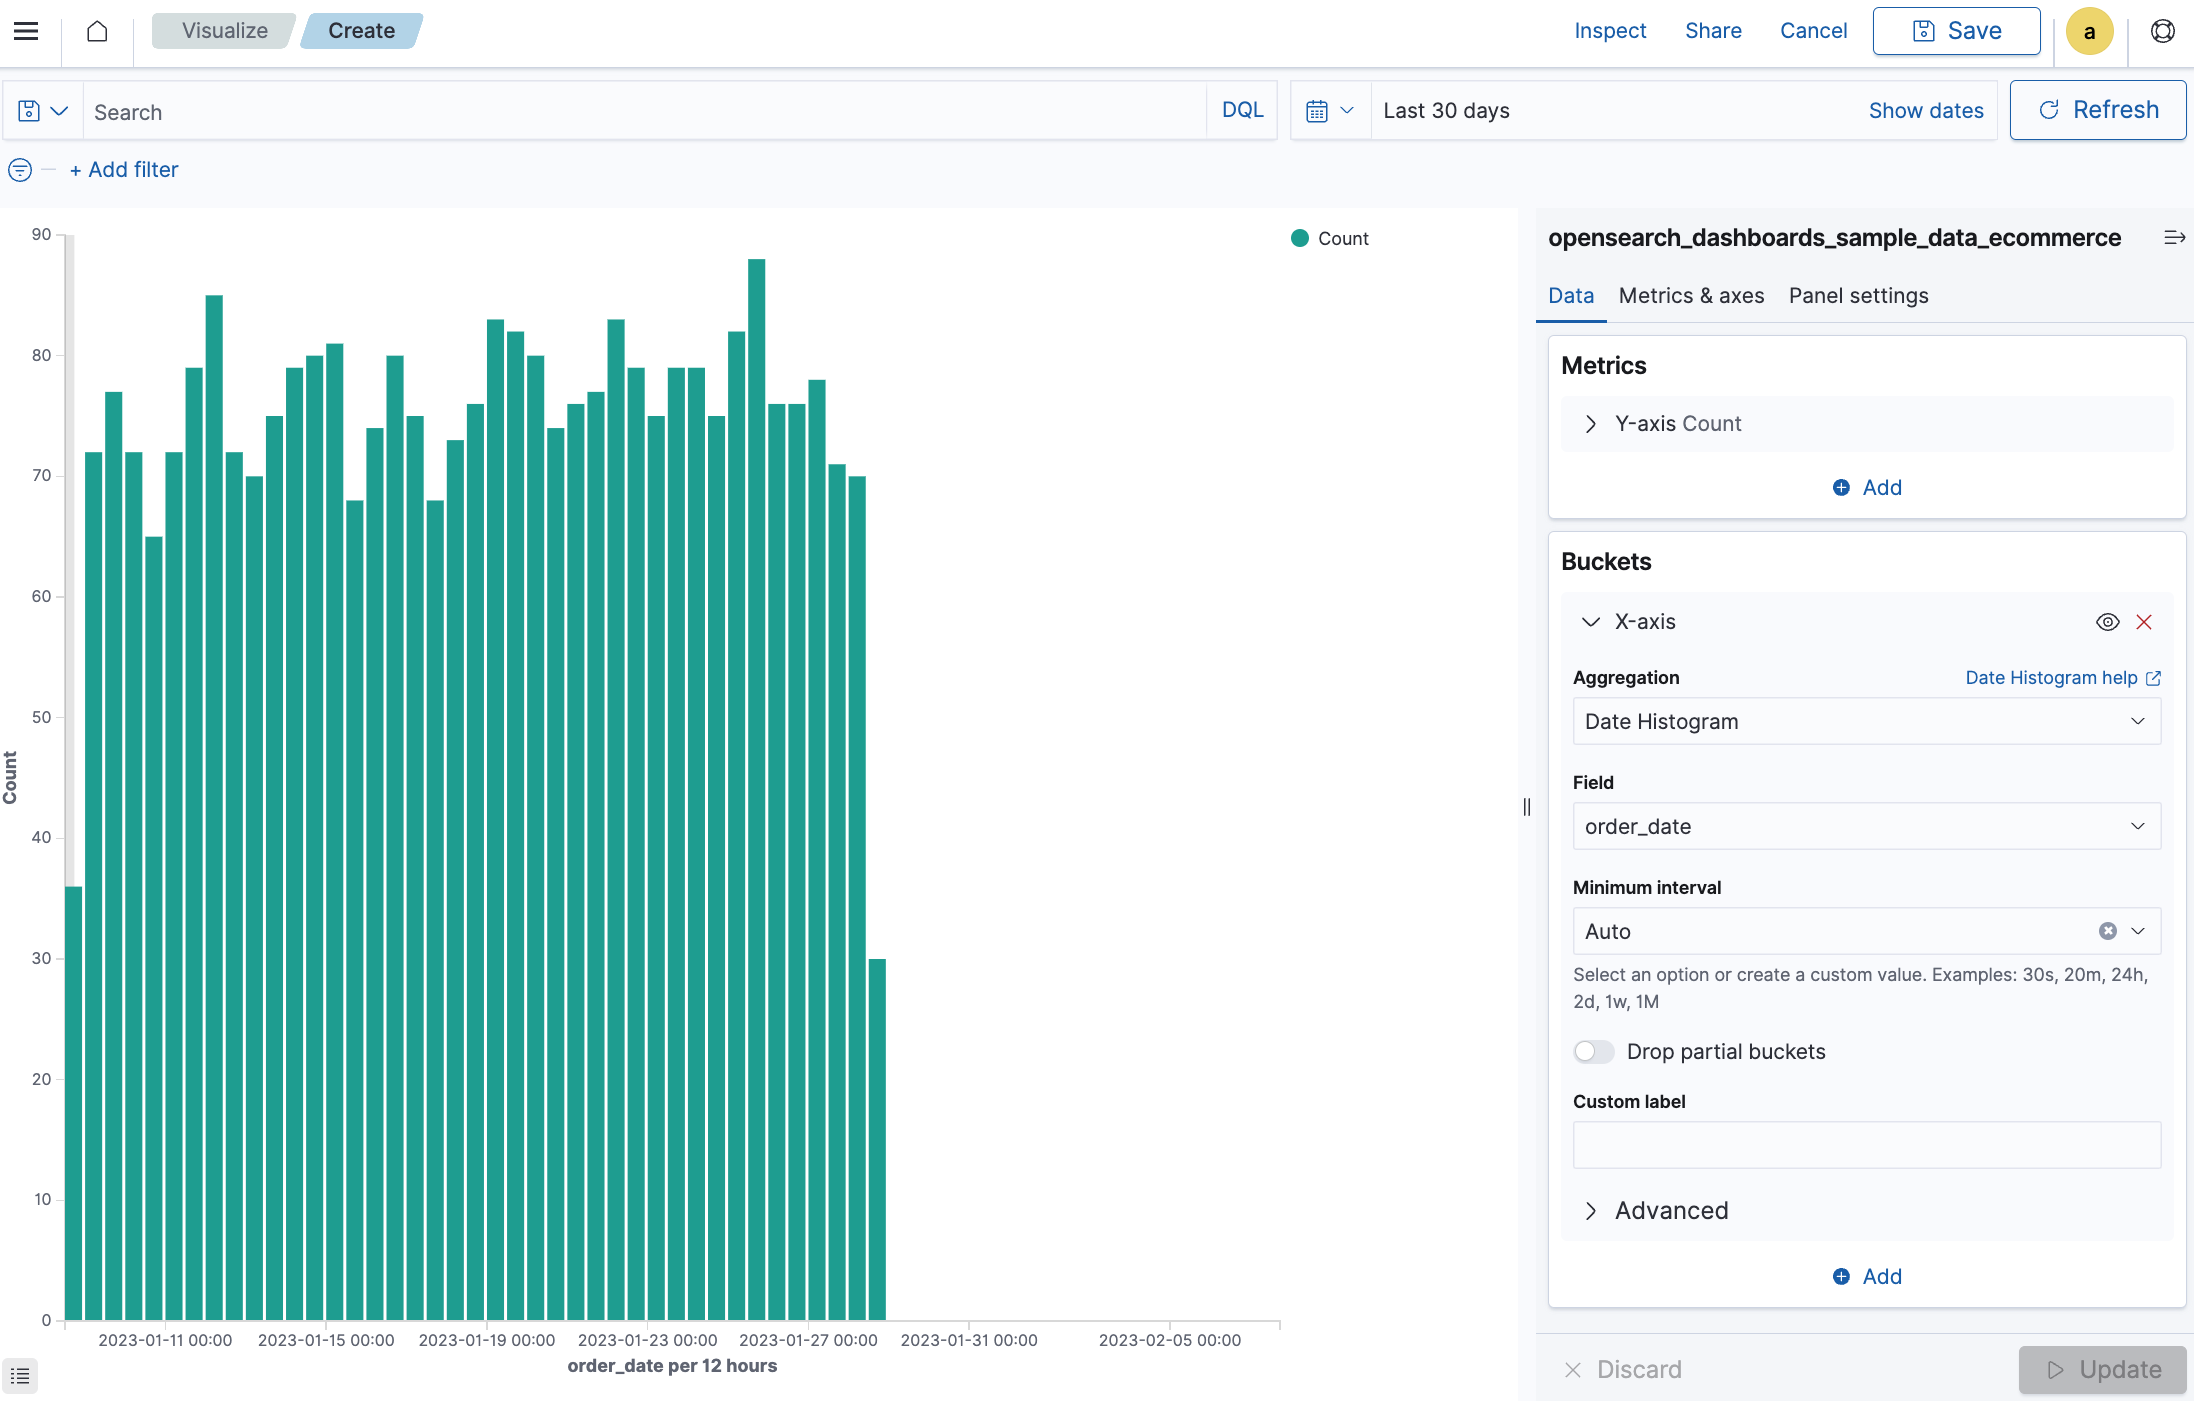 Visualize Create Inspect Share Cancel Save a
Search DQL Last 30 days Show dates Refresh
+ Add filter
90
80
70
60
50
40
30
20
10
0
Count
Count
2023-01-11 00:00 2023-01-15 00:00 2023-01-19 00:00 2023-01-23 00:00 2023-01-27 00:00 2023-01-31 00:00 2023-02-05 00:00
order_date per 12 hours
opensearch_dashboards_sample_data_ecommerce
Data Metrics & axes Panel settings
Metrics
Y-axis Count
Add
Buckets
X-axis
Aggregation Date Histogram help
Date Histogram
Field
order_date
Minimum interval
Auto
Select an option or create a custom value. Examples: 30s, 20m, 24h,
2d, 1w, 1M
Drop partial buckets
Custom label
Advanced
Add
Discard Update